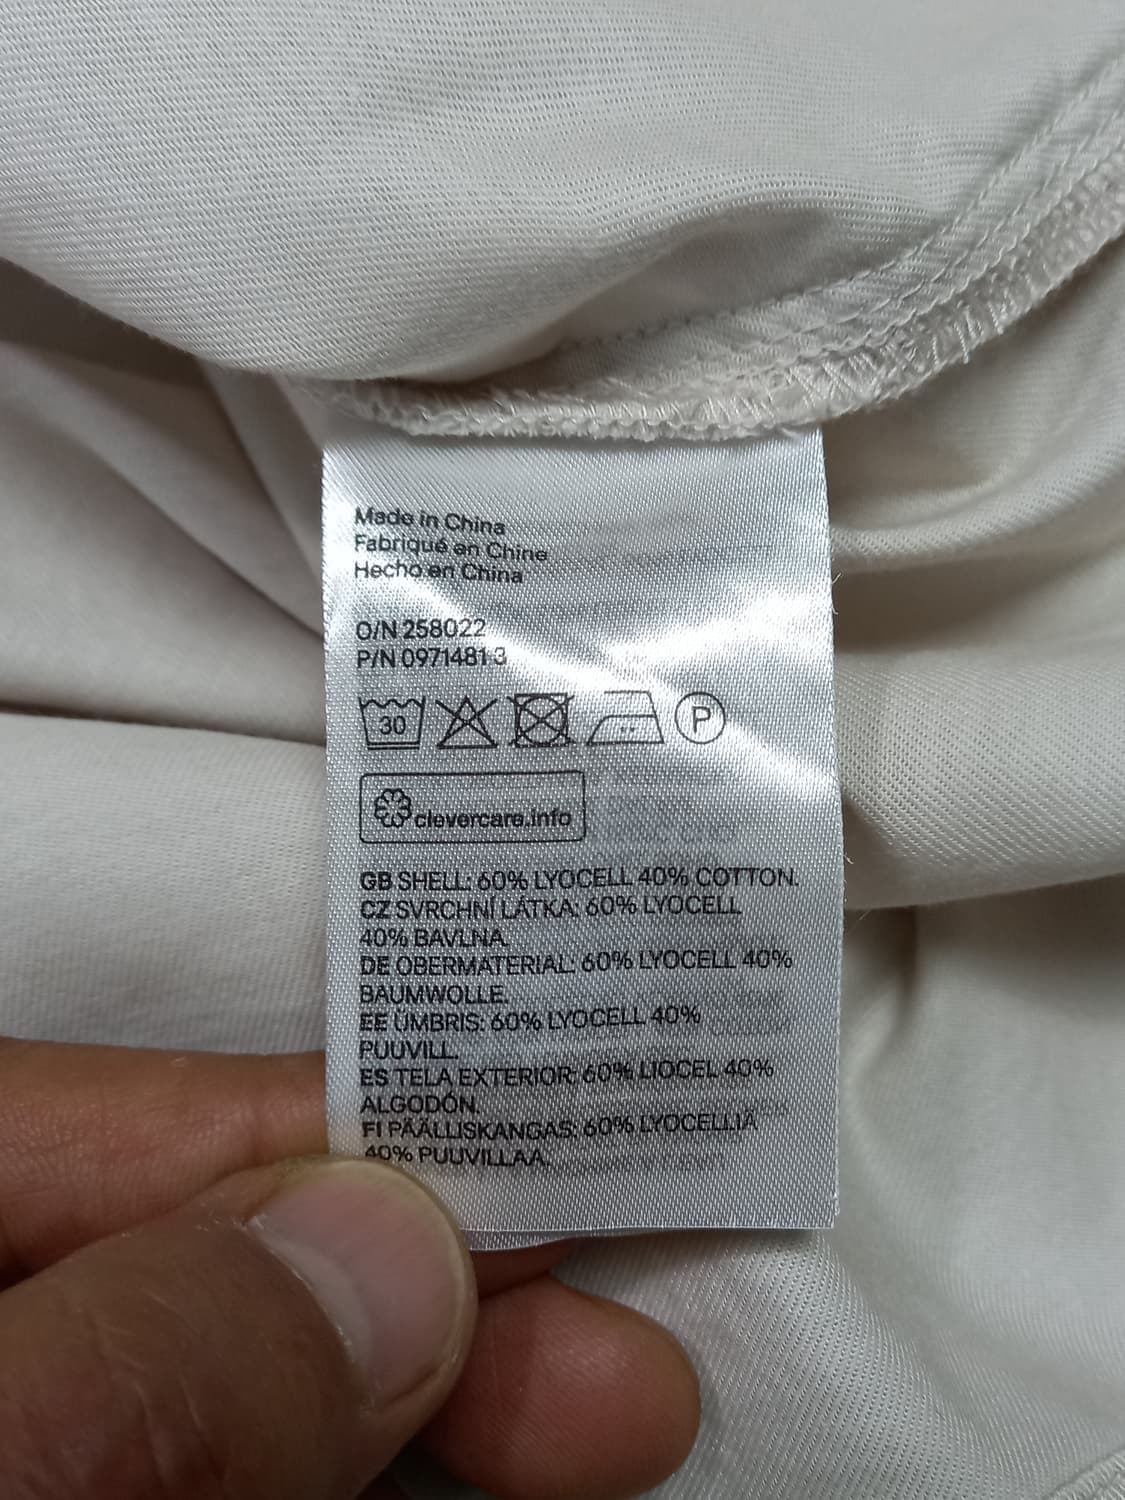 Made in China
Fabriqué en Chine
Hecho en China
O/N 258022
P/N 0971481 3
30
P
clevercare.info
GB SHELL: 60% LYOCELL 40% COTTON.
CZ SVRCHNÍ LÁTKA: 60% LYOCELL
40% BAVLNA.
DE OBERMATERIAL: 60% LYOCELL 40%
BAUMWOLLE.
EE ÜMBRIS: 60% LYOCELL 40%
PUUVILL.
ES TELA EXTERIOR: 60% LIOCEL 40%
ALGODÓN.
FI PÄÄLLISKANGAS: 60% LYOCELLIÄ
40% PUUVILLAA.